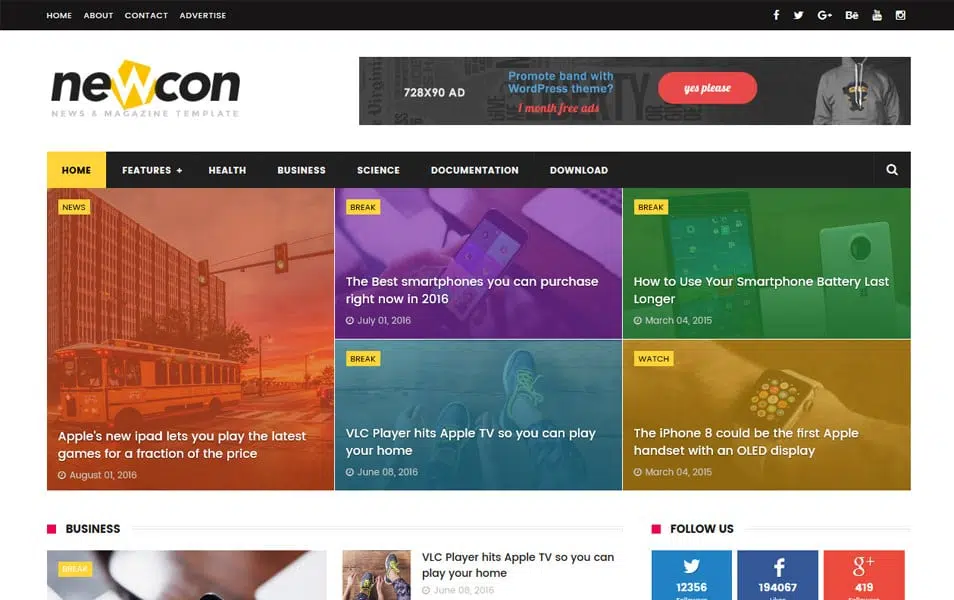 HOME ABOUT CONTACT ADVERTISE
newcon
NEWS & MAGAZINE TEMPLATE
728X90 AD
Promote band with
WordPress theme?
1 month free ads
yes please
HOME FEATURES + HEALTH BUSINESS SCIENCE DOCUMENTATION DOWNLOAD
NEWS
Apple's new ipad lets you play the latest
games for a fraction of the price
August 01, 2016
BREAK
The Best smartphones you can purchase
right now in 2016
July 01, 2016
BREAK
How to Use Your Smartphone Battery Last
Longer
March 04, 2015
BREAK
VLC Player hits Apple TV so you can play
your home
June 08, 2016
WATCH
The iPhone 8 could be the first Apple
handset with an OLED display
March 04, 2015
BUSINESS
BREAK
VLC Player hits Apple TV so you can
play your home
June 08, 2016
FOLLOW US
12356
194067
419